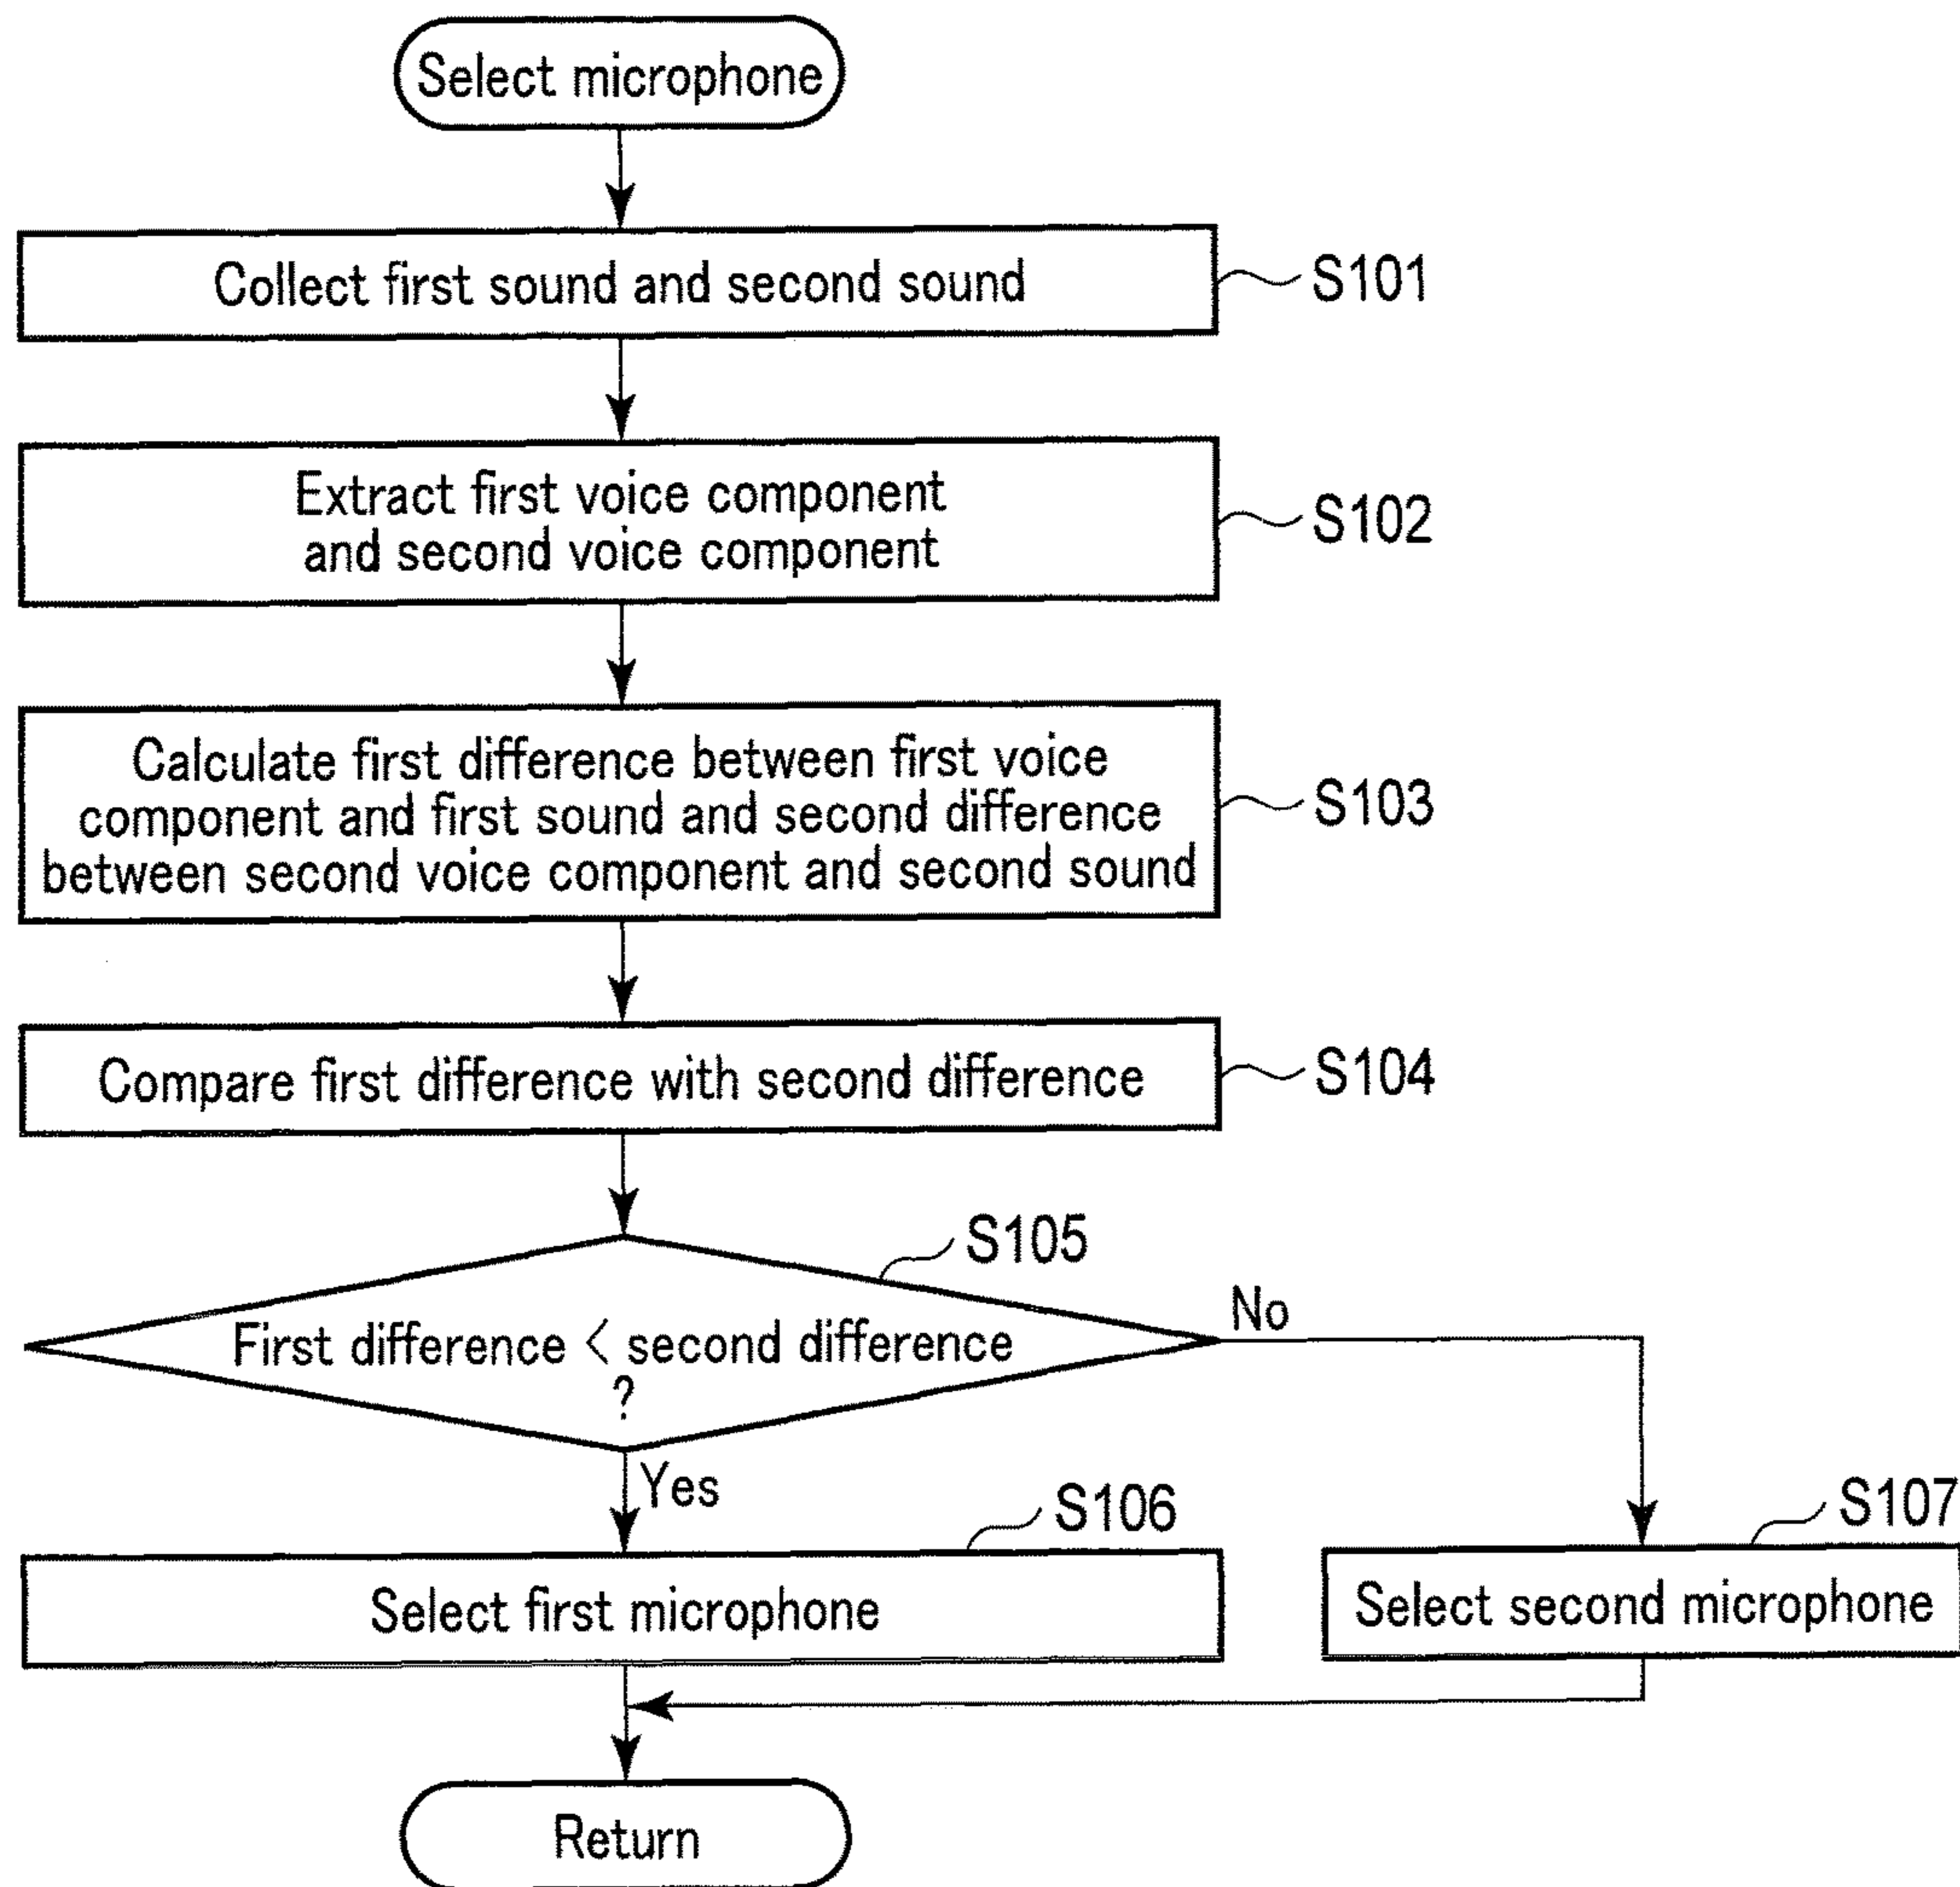 Select microphone
Collect first sound and second sound
S101
Extract first voice component
and second voice component
S102
Calculate first difference between first voice
component and first sound and second difference
between second voice component and second sound
S103
Compare first difference with second difference
S104
S105
First difference < second difference
?
No
Yes
S106
Select first microphone
S107
Select second microphone
Return